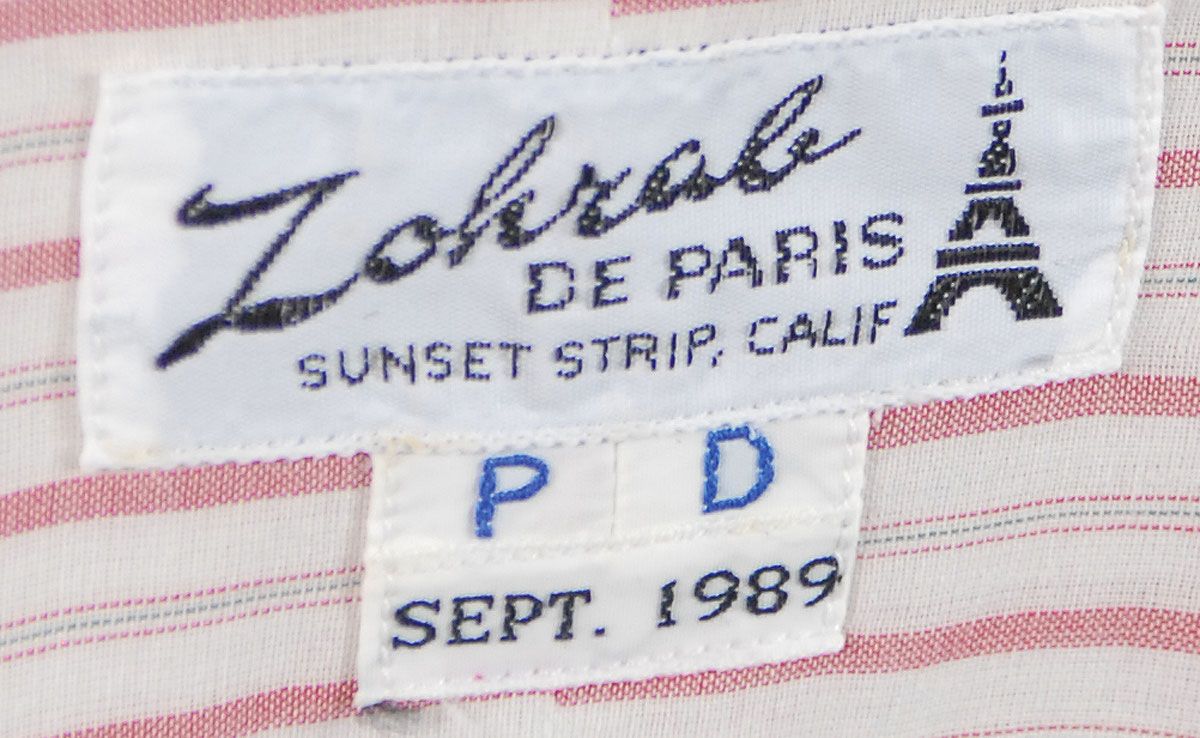 Zohrab
DE PARIS
SUNSET STRIP, CALIF
P D
SEPT. 1989